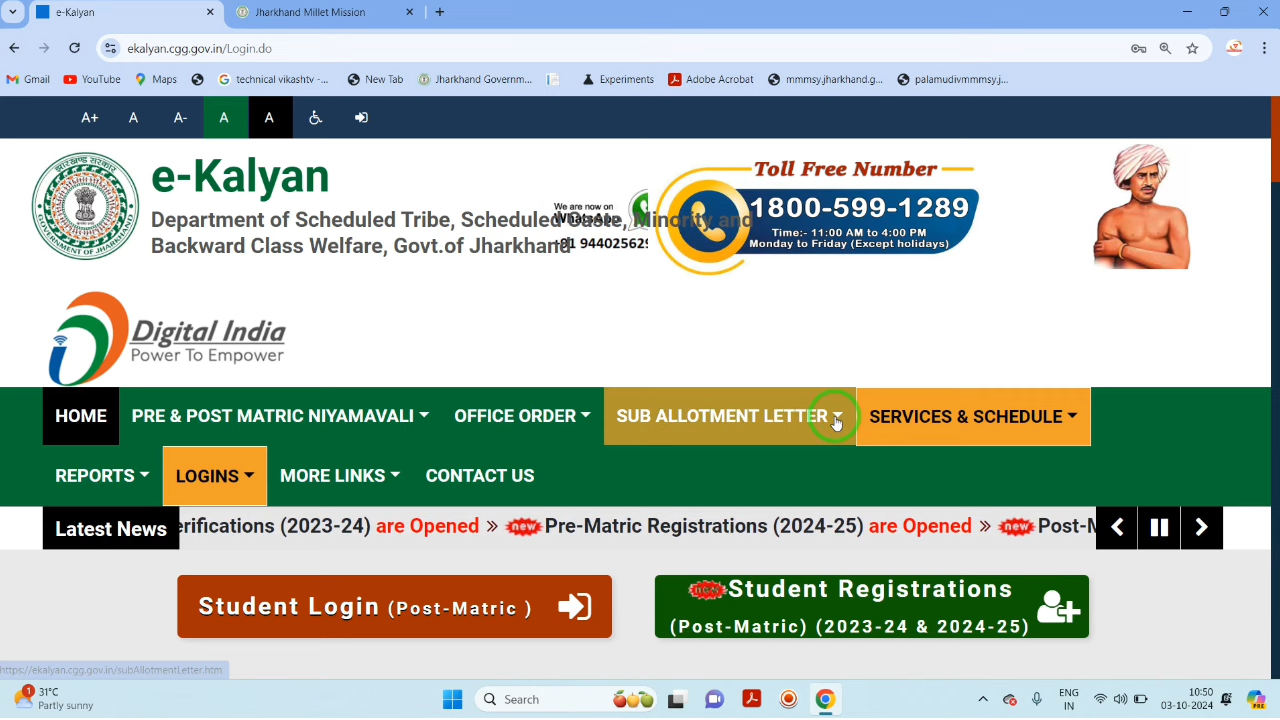 e-Kalyan
Jharkhand Millet Mission
ekalyan.cgg.gov.in/Login.do
Gmail
YouTube
Maps
technical vikashtv -...
New Tab
Jharkhand Governm...
Experiments
Adobe Acrobat
mmmsy.jharkhand.g...
palamudivmmmsy.j...
A+
A
A-
A
A
e-Kalyan
Department of Scheduled Tribe, Scheduled Caste, Minority and
Backward Class Welfare, Govt.of Jharkhand
We are now on
WhatsApp
+91 944025629
Toll Free Number
1800-599-1289
Time:- 11:00 AM to 4:00 PM
Monday to Friday (Except holidays)
Digital India
Power To Empower
HOME
PRE & POST MATRIC NIYAMAVALI
OFFICE ORDER
SUB ALLOTMENT LETTER
SERVICES & SCHEDULE
REPORTS
LOGINS
MORE LINKS
CONTACT US
Latest News
erifications (2023-24) are Opened » new Pre-Matric Registrations (2024-25) are Opened » new Post-M
Student Login (Post-Matric )
Student Registrations
(Post-Matric) (2023-24 & 2024-25)
https://ekalyan.cgg.gov.in/subAllotmentLetter.htm
1
31°C
Partly sunny
Search
PRE
ENG
IN
10:50
03-10-2024